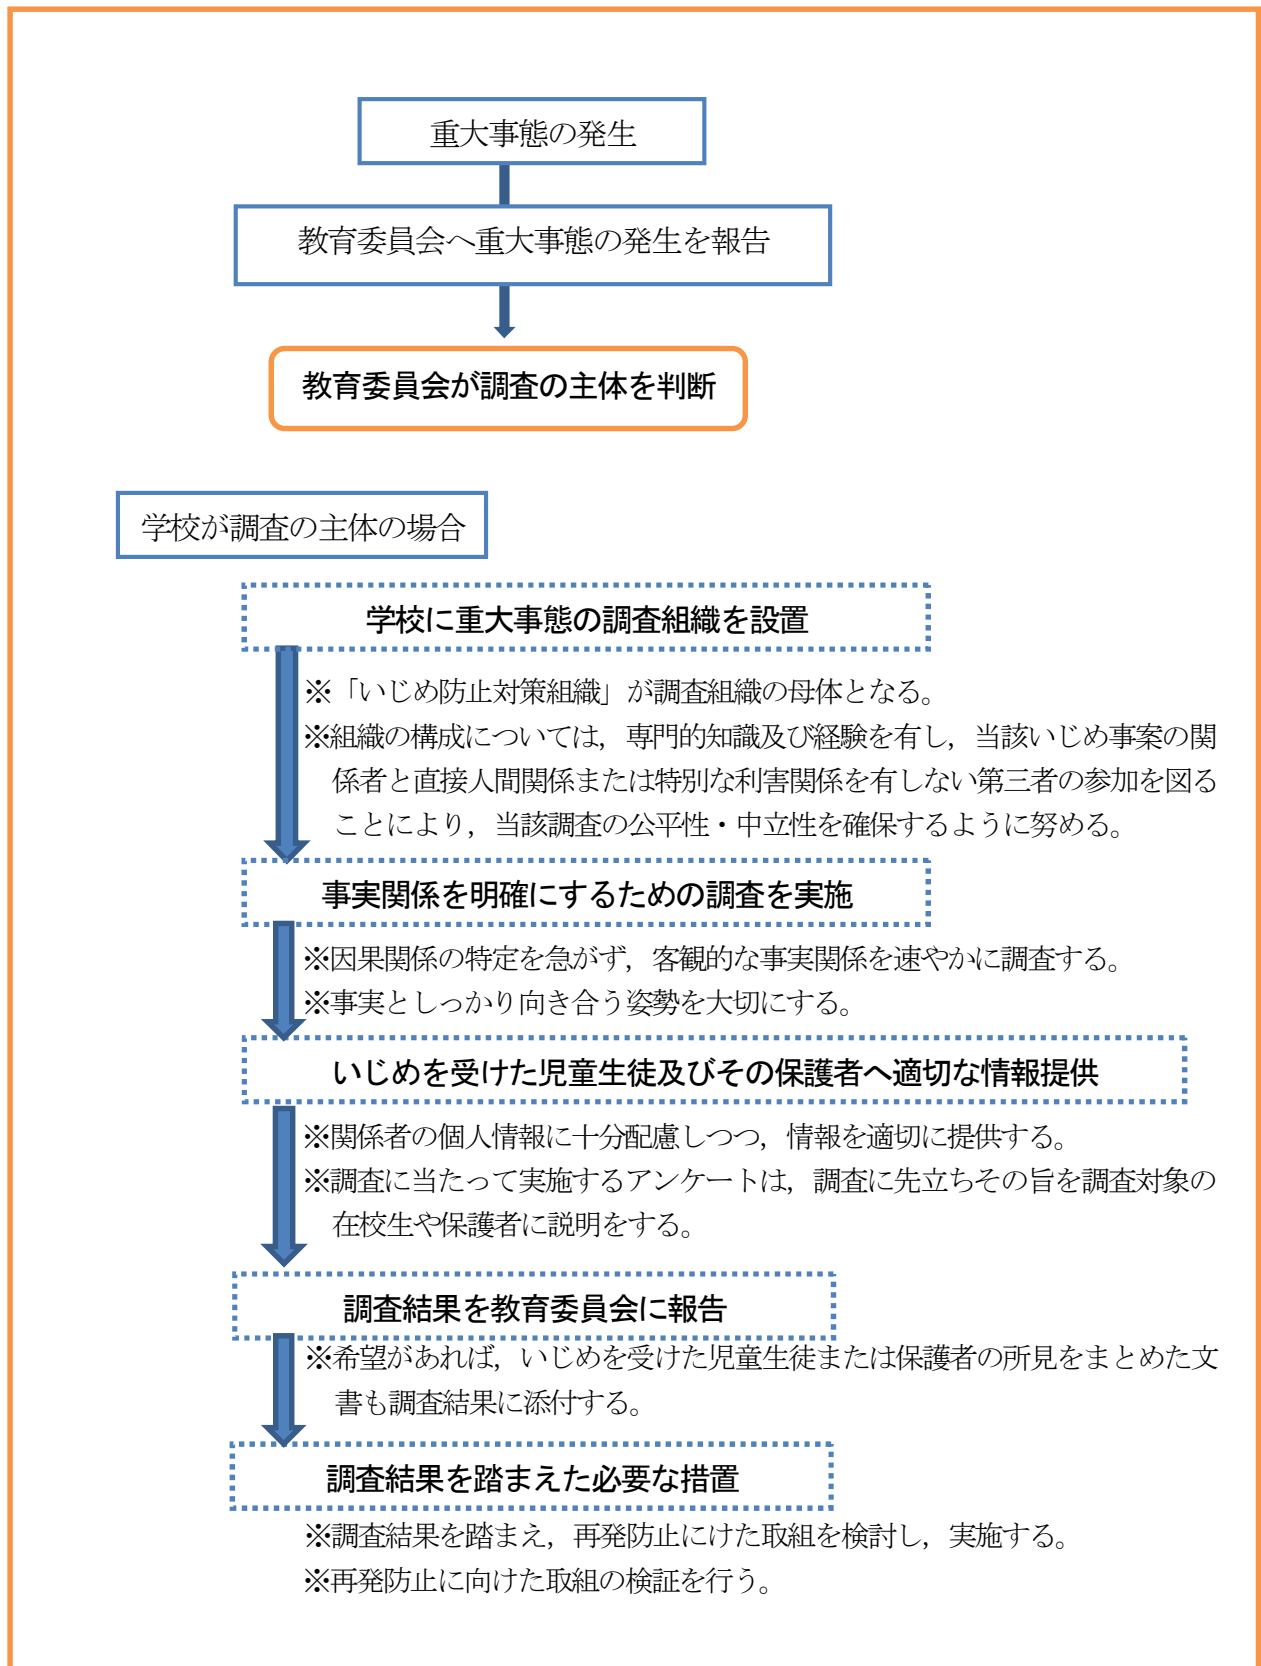 重大事態の発生
教育委員会へ重大事態の発生を報告
教育委員会が調査の主体を判断
学校が調査の主体の場合
学校に重大事態の調査組織を設置
※「いじめ防止対策組織」が調査組織の母体となる。
※組織の構成については，専門的知識及び経験を有し，当該いじめ事案の関
係者と直接人間関係または特別な利害関係を有しない第三者の参加を図る
ことにより，当該調査の公平性・中立性を確保するように努める。
事実関係を明確にするための調査を実施
※因果関係の特定を急がず，客観的な事実関係を速やかに調査する。
※事実としっかり向き合う姿勢を大切にする。
いじめを受けた児童生徒及びその保護者へ適切な情報提供
※関係者の個人情報に十分配慮しつつ，情報を適切に提供する。
※調査に当たって実施するアンケートは，調査に先立ちその旨を調査対象の
在校生や保護者に説明をする。
調査結果を教育委員会に報告
※希望があれば，いじめを受けた児童生徒または保護者の所見をまとめた文
書も調査結果に添付する。
調査結果を踏まえた必要な措置
※調査結果を踏まえ，再発防止にけた取組を検討し，実施する。
※再発防止に向けた取組の検証を行う。